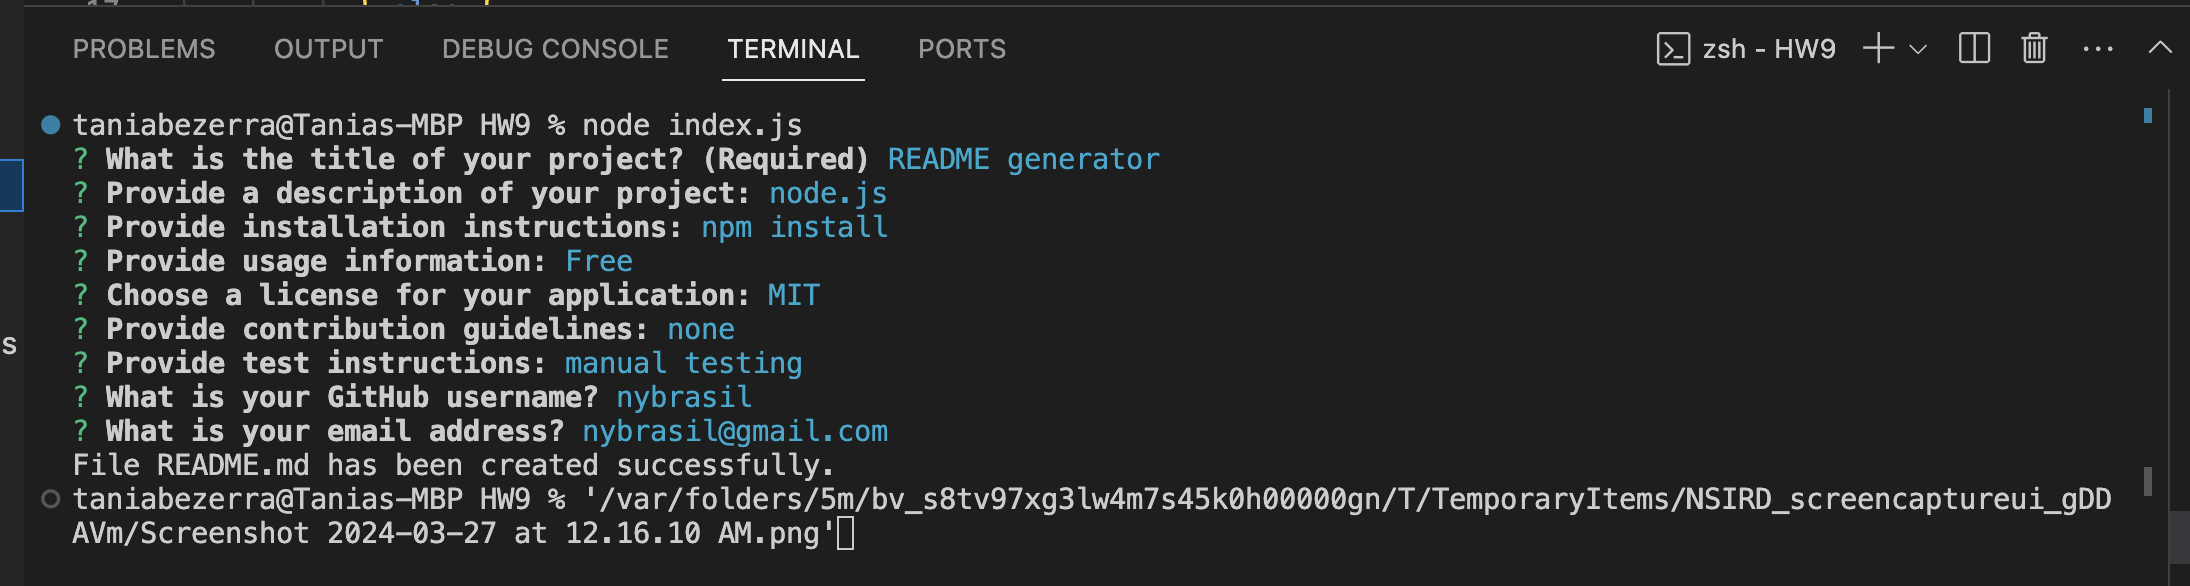 PROBLEMS OUTPUT DEBUG CONSOLE TERMINAL PORTS zsh - HW9
taniabezerra@Tanias-MBP HW9 % node index.js
? What is the title of your project? (Required) README generator
? Provide a description of your project: node.js
? Provide installation instructions: npm install
? Provide usage information: Free
? Choose a license for your application: MIT
? Provide contribution guidelines: none
? Provide test instructions: manual testing
? What is your GitHub username? nybrasil
? What is your email address? nybrasil@gmail.com
File README.md has been created successfully.
taniabezerra@Tanias-MBP HW9 % '/var/folders/5m/bv_s8tv97xg3lw4m7s45k0h00000gn/T/TemporaryItems/NSIRD_screencaptureui_gDD
AVm/Screenshot 2024-03-27 at 12.16.10 AM.png'
s